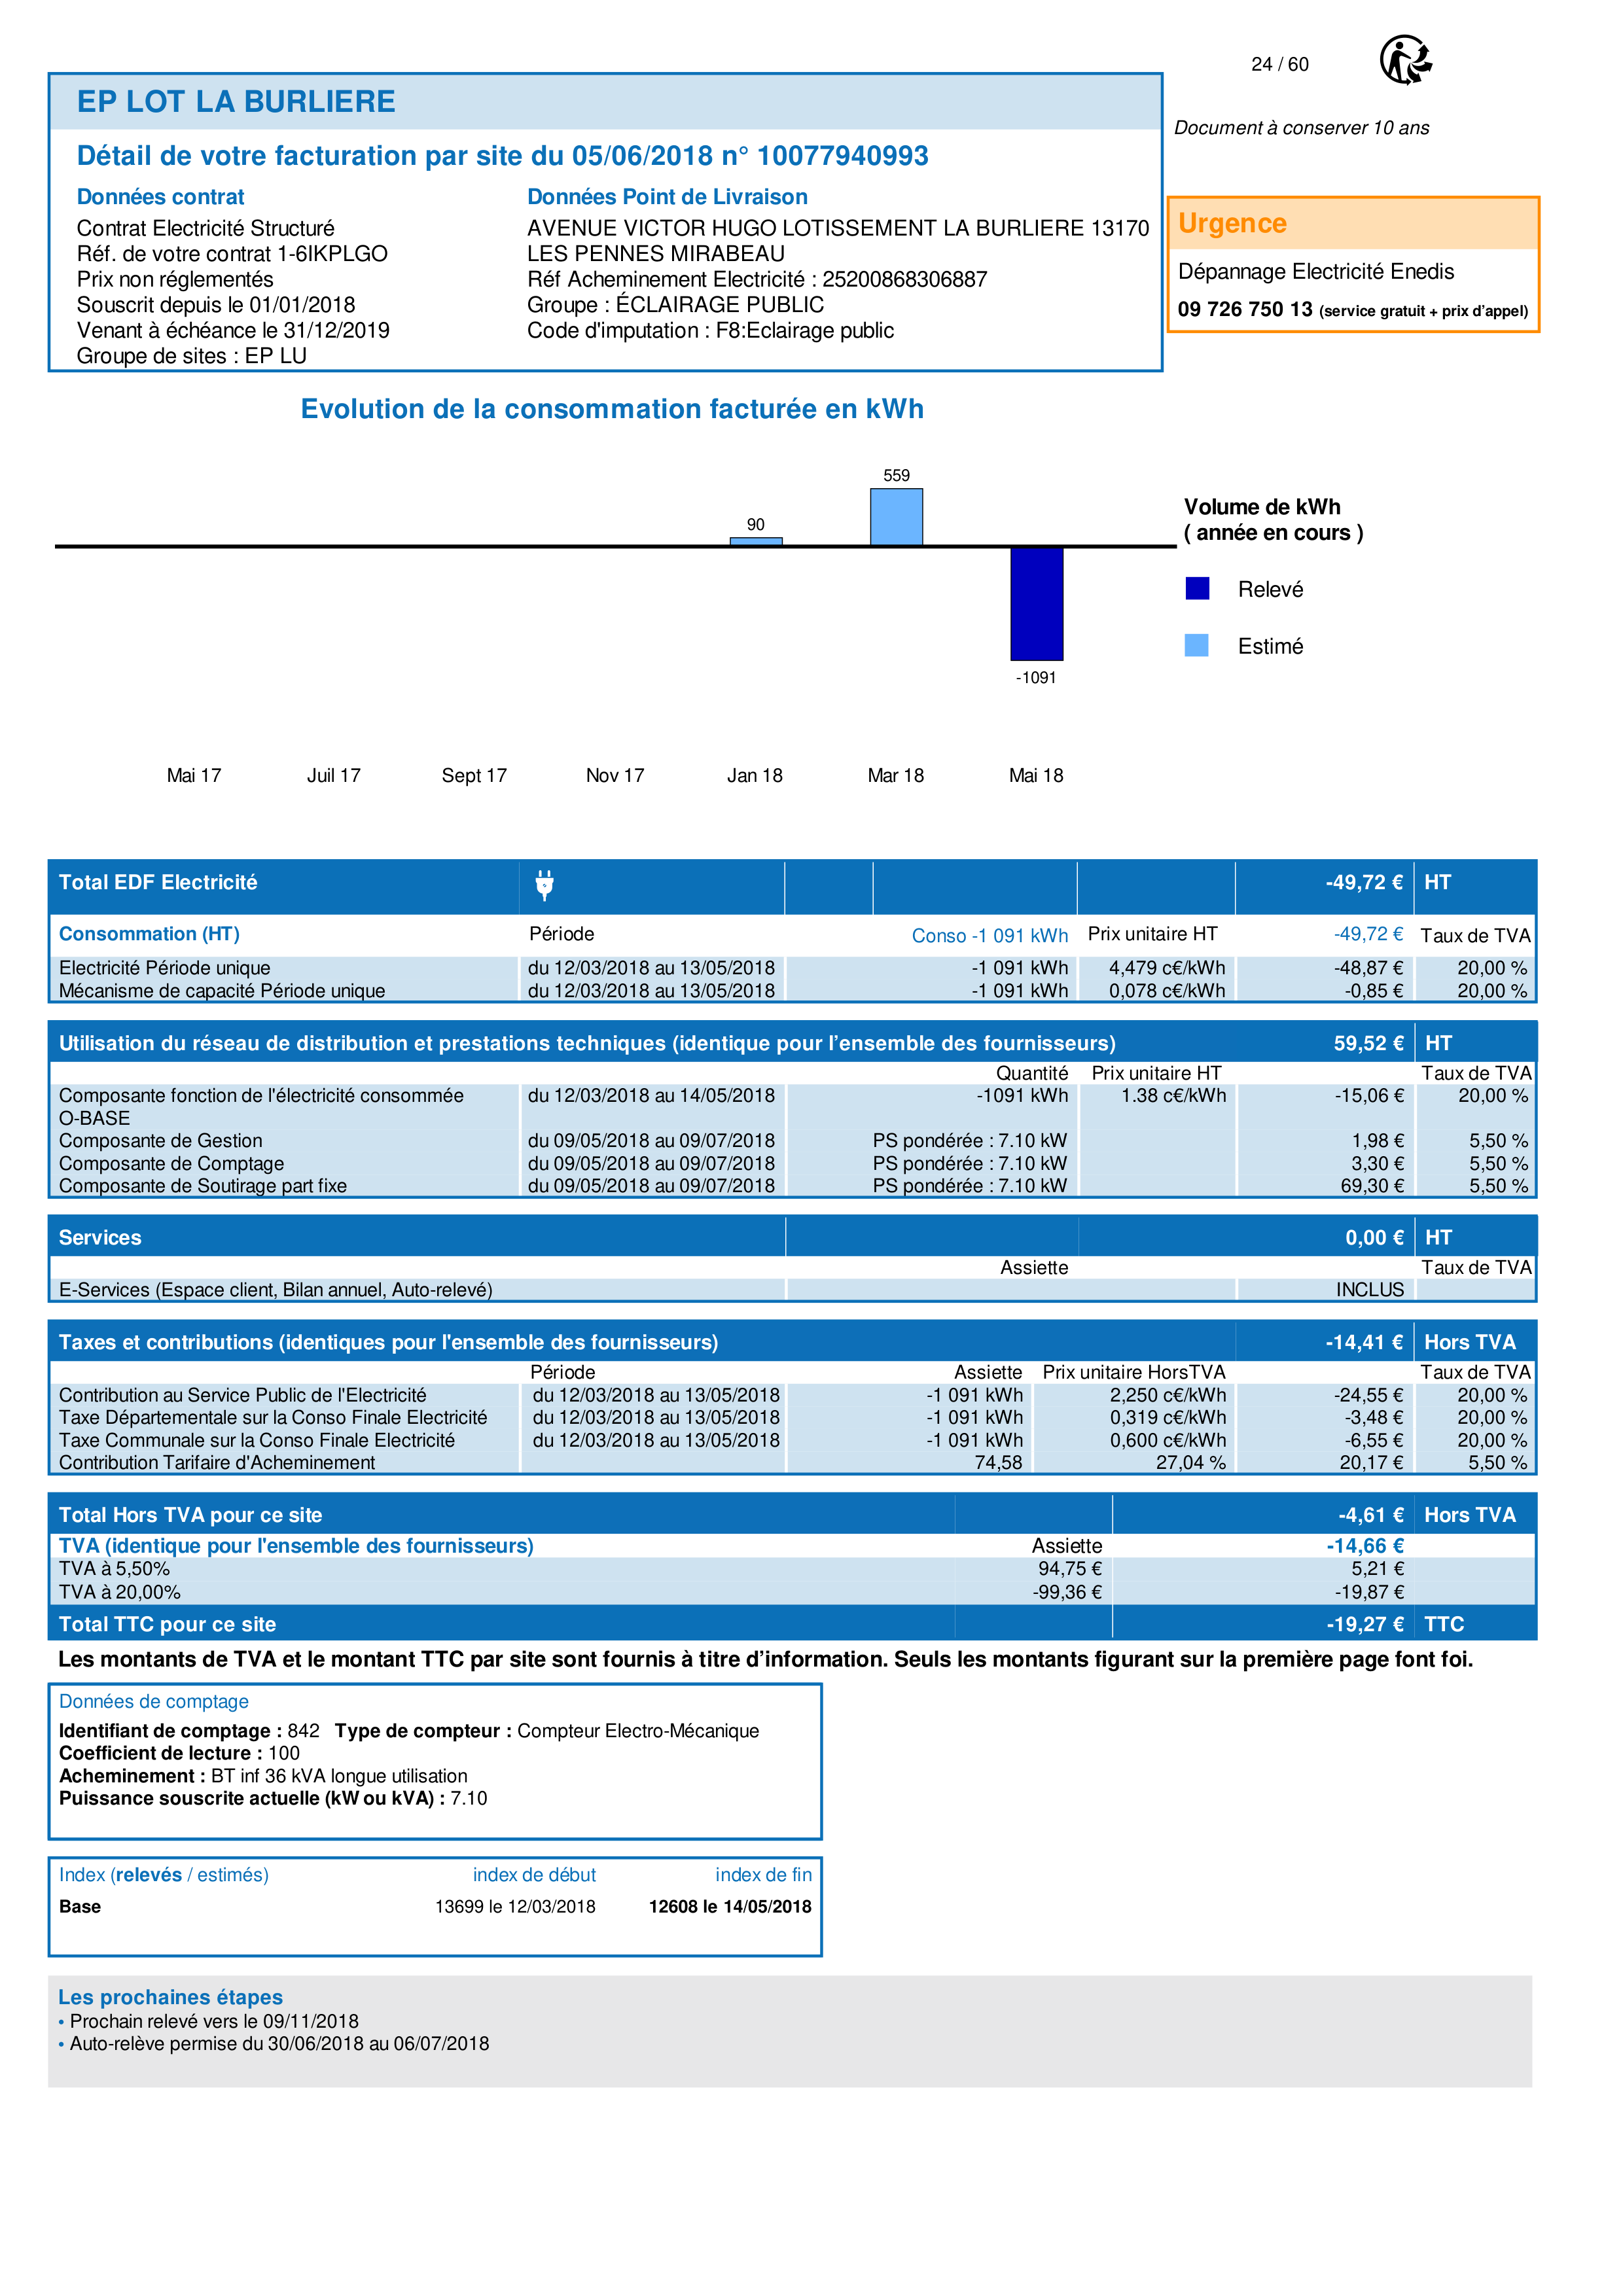 24 / 60
EP LOT LA BURLIERE
Document à conserver 10 ans
Détail de votre facturation par site du 05/06/2018 n° 10077940993
Données contrat
Contrat Electricité Structuré
Réf. de votre contrat 1-6IKPLGO
Prix non réglementés
Souscrit depuis le 01/01/2018
Venant à échéance le 31/12/2019
Groupe de sites : EP LU
Données Point de Livraison
AVENUE VICTOR HUGO LOTISSEMENT LA BURLIERE 13170
LES PENNES MIRABEAU
Réf Acheminement Electricité : 25200868306887
Groupe : ÉCLAIRAGE PUBLIC
Code d'imputation : F8:Eclairage public
Urgence
Dépannage Electricité Enedis
09 726 750 13 (service gratuit + prix d'appel)
Evolution de la consommation facturée en kWh
559
90
-1091
Volume de kWh
( année en cours )
Relevé
Estimé
Mai 17 Juil 17 Sept 17 Nov 17 Jan 18 Mar 18 Mai 18
Total EDF Electricité -49,72 € HT
Consommation (HT) Période Conso -1 091 kWh Prix unitaire HT -49,72 € Taux de TVA
Electricité Période unique du 12/03/2018 au 13/05/2018 -1 091 kWh 4,479 c€/kWh -48,87 € 20,00 %
Mécanisme de capacité Période unique du 12/03/2018 au 13/05/2018 -1 091 kWh 0,078 c€/kWh -0,85 € 20,00 %
Utilisation du réseau de distribution et prestations techniques (identique pour l'ensemble des fournisseurs) 59,52 € HT
Quantité Prix unitaire HT Taux de TVA
Composante fonction de l'électricité consommée du 12/03/2018 au 14/05/2018 -1091 kWh 1.38 c€/kWh -15,06 € 20,00 %
O-BASE
Composante de Gestion du 09/05/2018 au 09/07/2018 PS pondérée : 7.10 kW 1,98 € 5,50 %
Composante de Comptage du 09/05/2018 au 09/07/2018 PS pondérée : 7.10 kW 3,30 € 5,50 %
Composante de Soutirage part fixe du 09/05/2018 au 09/07/2018 PS pondérée : 7.10 kW 69,30 € 5,50 %
Services 0,00 € HT
Assiette Taux de TVA
E-Services (Espace client, Bilan annuel, Auto-relevé) INCLUS
Taxes et contributions (identiques pour l'ensemble des fournisseurs) -14,41 € Hors TVA
Période Assiette Prix unitaire HorsTVA Taux de TVA
Contribution au Service Public de l'Electricité du 12/03/2018 au 13/05/2018 -1 091 kWh 2,250 c€/kWh -24,55 € 20,00 %
Taxe Départementale sur la Conso Finale Electricité du 12/03/2018 au 13/05/2018 -1 091 kWh 0,319 c€/kWh -3,48 € 20,00 %
Taxe Communale sur la Conso Finale Electricité du 12/03/2018 au 13/05/2018 -1 091 kWh 0,600 c€/kWh -6,55 € 20,00 %
Contribution Tarifaire d'Acheminement 74,58 27,04 % 20,17 € 5,50 %
Total Hors TVA pour ce site -4,61 € Hors TVA
TVA (identique pour l'ensemble des fournisseurs) Assiette -14,66 €
TVA à 5,50% 94,75 € 5,21 €
TVA à 20,00% -99,36 € -19,87 €
Total TTC pour ce site -19,27 € TTC
Les montants de TVA et le montant TTC par site sont fournis à titre d'information. Seuls les montants figurant sur la première page font foi.
Données de comptage
Identifiant de comptage : 842 Type de compteur : Compteur Electro-Mécanique
Coefficient de lecture : 100
Acheminement : BT inf 36 kVA longue utilisation
Puissance souscrite actuelle (kW ou kVA) : 7.10
Index (relevés / estimés) index de début index de fin
Base 13699 le 12/03/2018 12608 le 14/05/2018
Les prochaines étapes
• Prochain relevé vers le 09/11/2018
• Auto-relève permise du 30/06/2018 au 06/07/2018